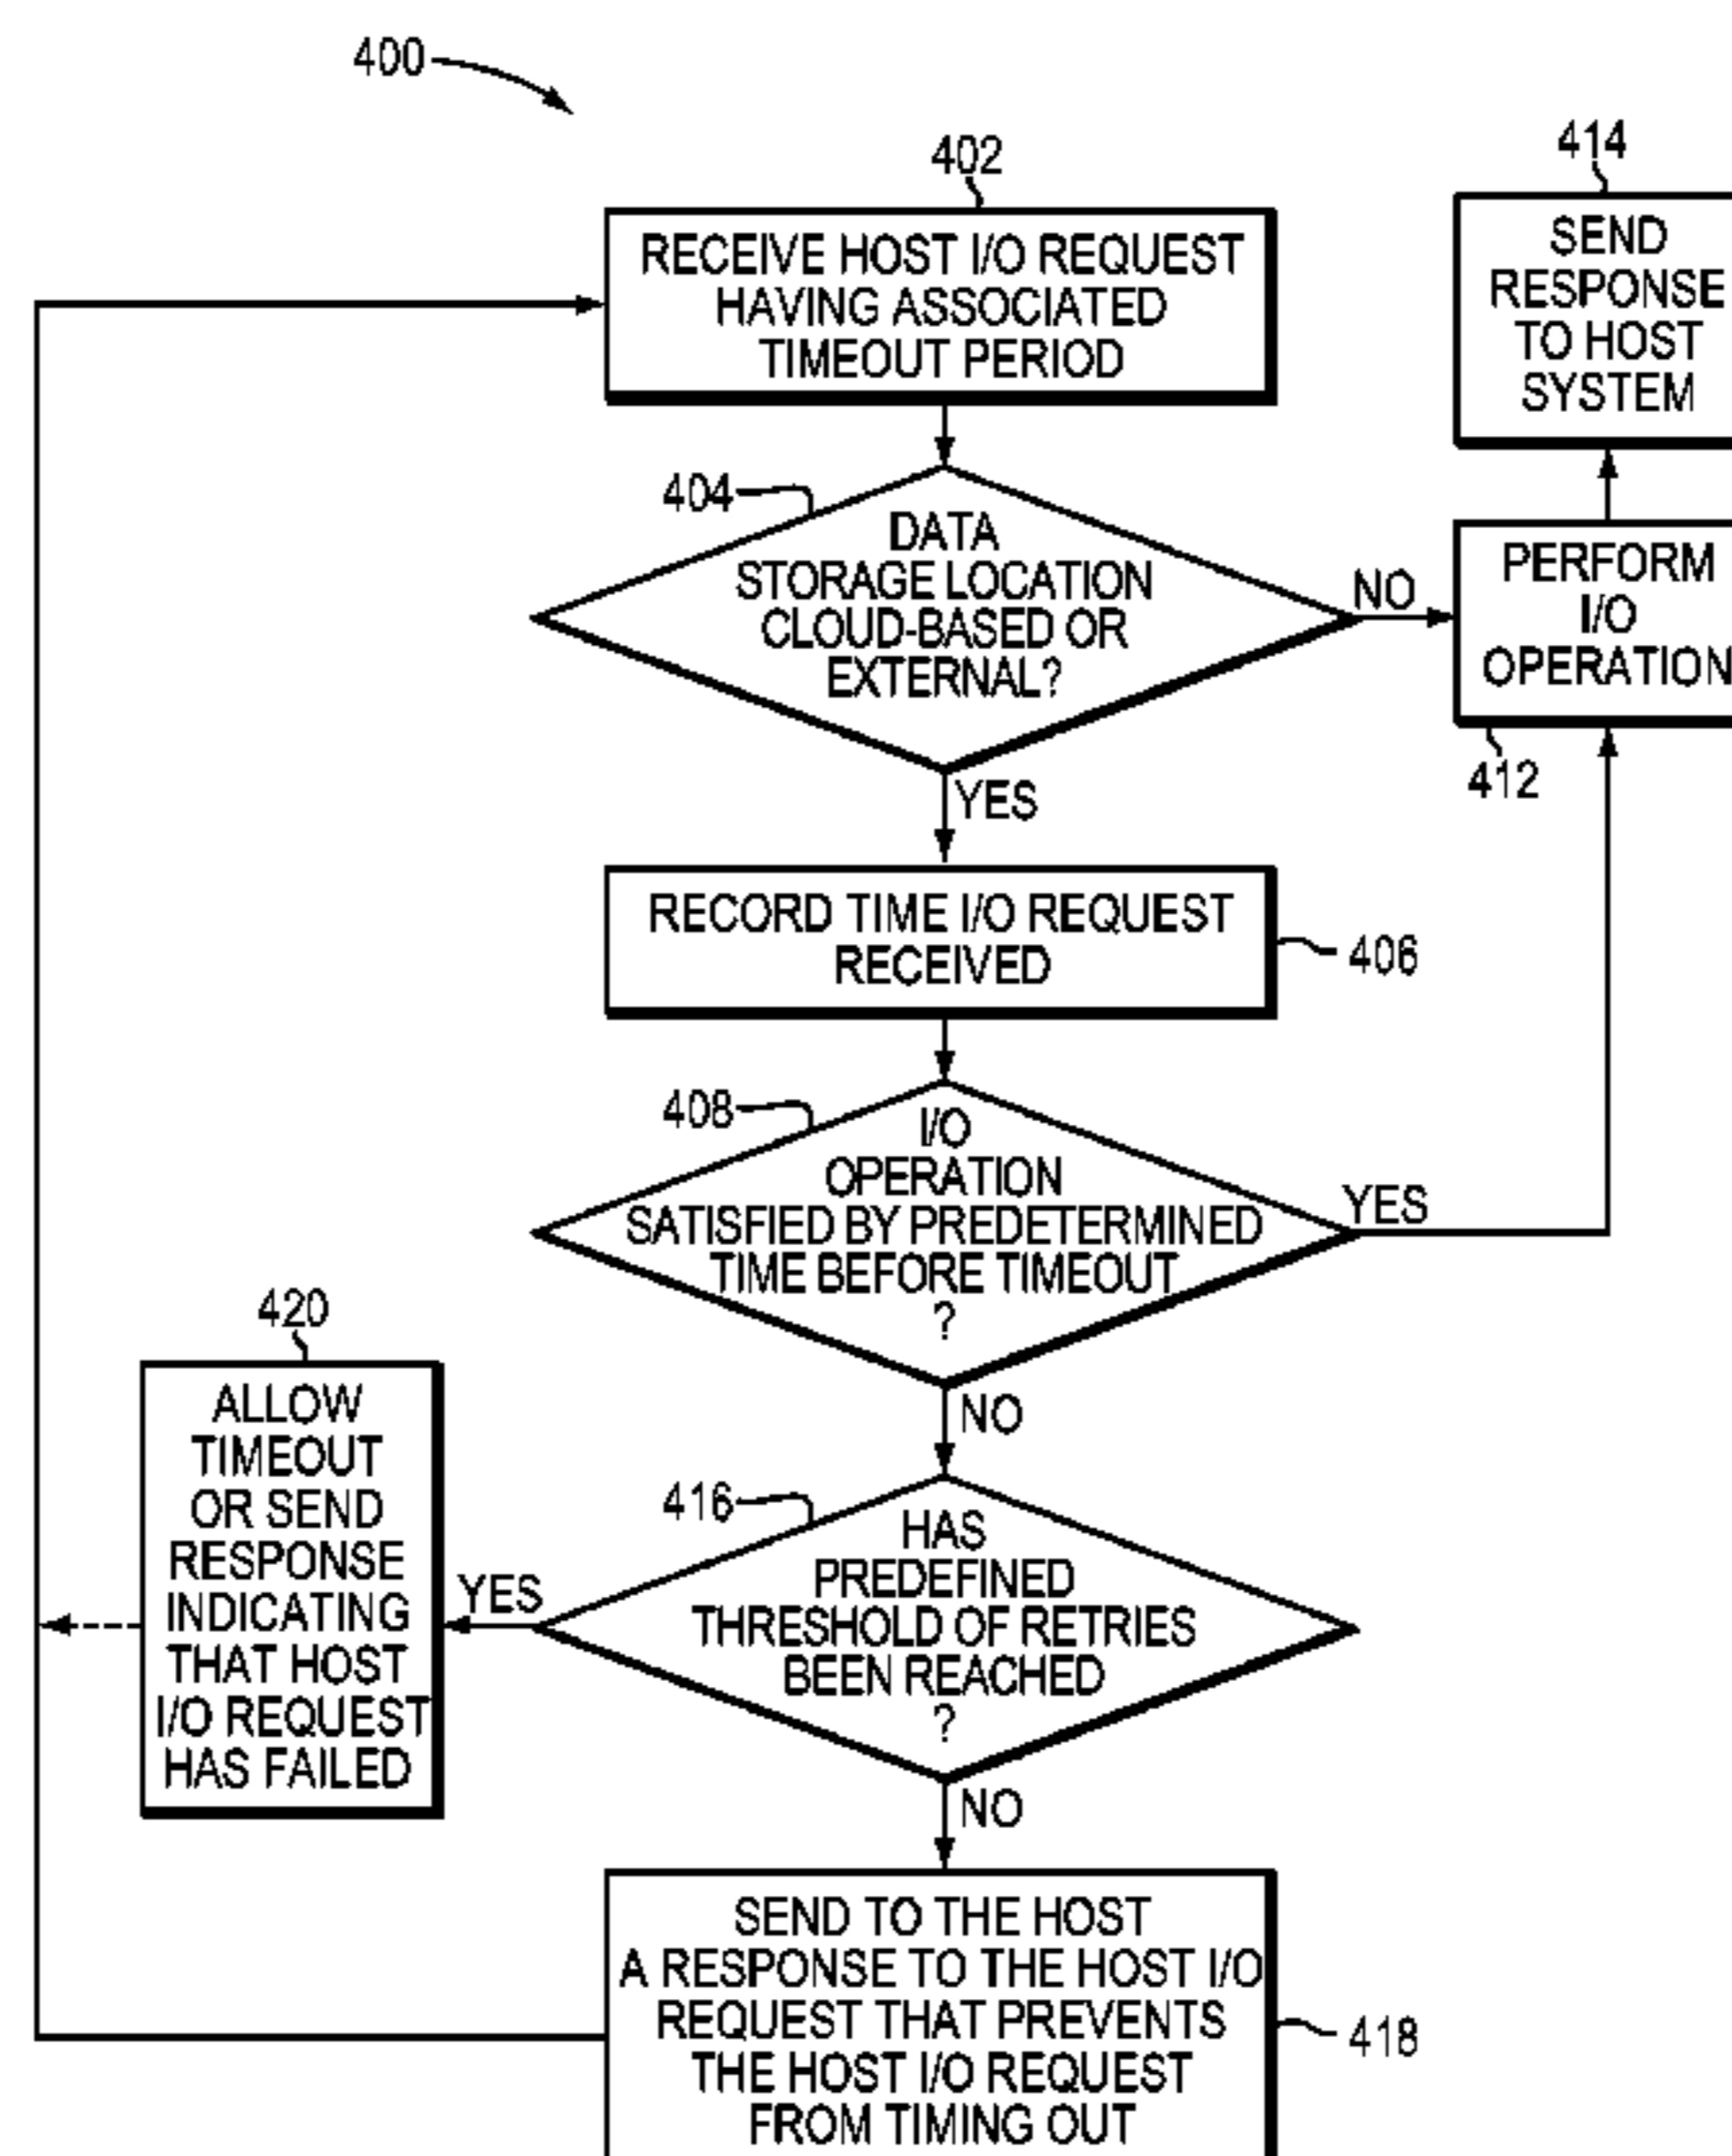 400
402
RECEIVE HOST I/O REQUEST
HAVING ASSOCIATED
TIMEOUT PERIOD
414
SEND
RESPONSE
TO HOST
SYSTEM
404
DATA
STORAGE LOCATION
CLOUD-BASED OR
EXTERNAL?
NO
PERFORM
I/O
OPERATION
412
YES
RECORD TIME I/O REQUEST
RECEIVED
406
408
I/O
OPERATION
SATISFIED BY PREDETERMINED
TIME BEFORE TIMEOUT
?
YES
NO
420
ALLOW
TIMEOUT
OR SEND
RESPONSE
INDICATING
THAT HOST
I/O REQUEST
HAS FAILED
YES
416
HAS
PREDEFINED
THRESHOLD OF RETRIES
BEEN REACHED
?
NO
SEND TO THE HOST
A RESPONSE TO THE HOST I/O
REQUEST THAT PREVENTS
THE HOST I/O REQUEST
FROM TIMING OUT
418